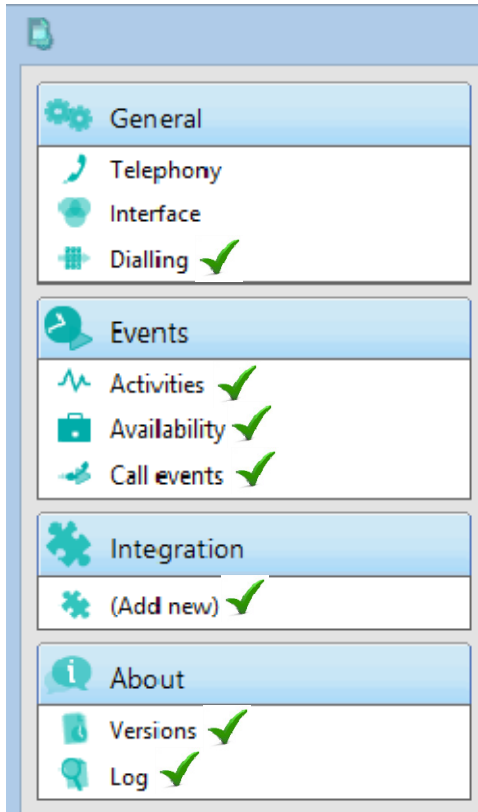 General
Telephony
Interface
Dialling
Events
Activities
Availability
Call events
Integration
(Add new)
About
Versions
Log